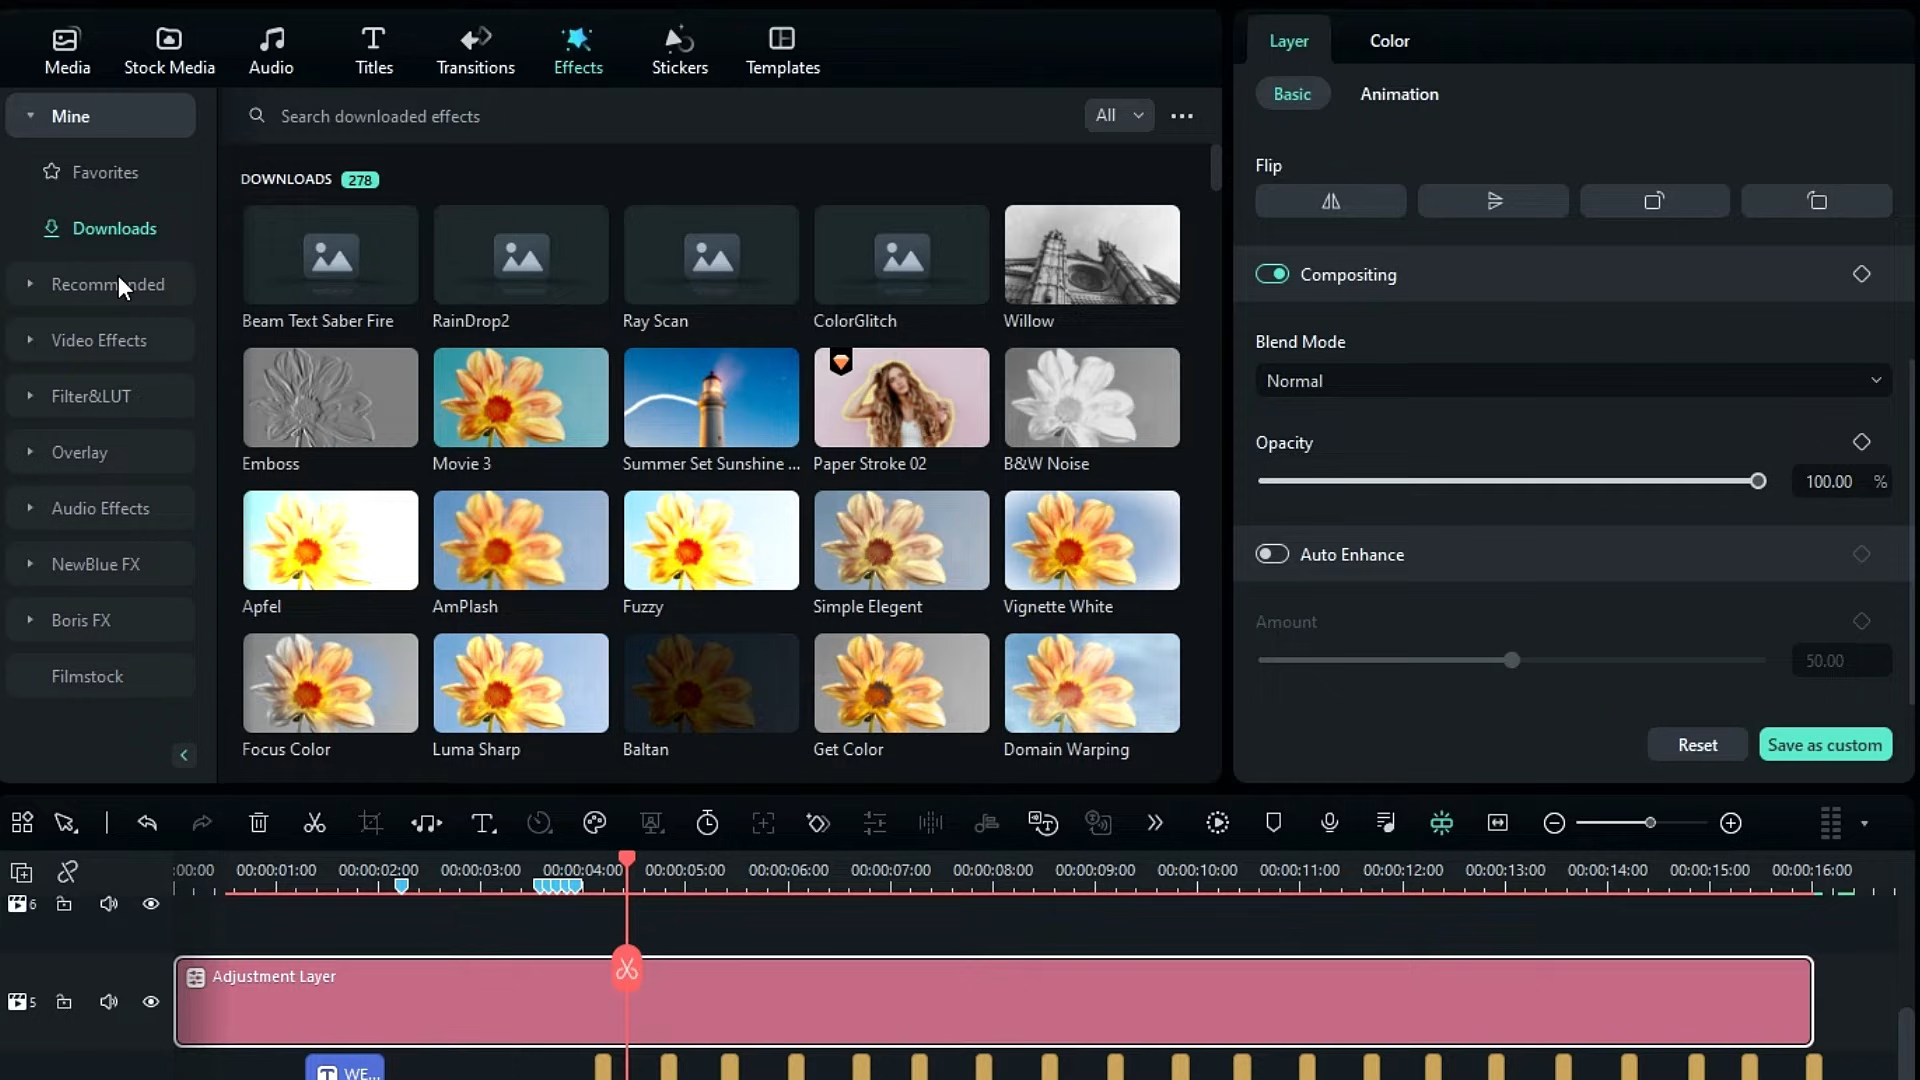 Media
Stock Media
Audio
Titles
Transitions
Effects
Stickers
Templates
Mine
Favorites
Downloads
Recommended
Video Effects
Filter&LUT
Overlay
Audio Effects
NewBlue FX
Boris FX
Filmstock
Search downloaded effects
All
DOWNLOADS 278
Beam Text Saber Fire
RainDrop2
Ray Scan
ColorGlitch
Willow
Emboss
Movie 3
Summer Set Sunshine ...
Paper Stroke 02
B&W Noise
Apfel
AmPlash
Fuzzy
Simple Elegent
Vignette White
Focus Color
Luma Sharp
Baltan
Get Color
Domain Warping
Layer
Color
Basic
Animation
Flip
Compositing
Blend Mode
Normal
Opacity
100.00 %
Auto Enhance
Amount
50.00
Reset
Save as custom
:00:00
00:00:01:00
00:00:02:00
00:00:03:00
00:00:04:00
00:00:05:00
00:00:06:00
00:00:07:00
00:00:08:00
00:00:09:00
00:00:10:00
00:00:11:00
00:00:12:00
00:00:13:00
00:00:14:00
00:00:15:00
00:00:16:00
6
Adjustment Layer
5
T WE...